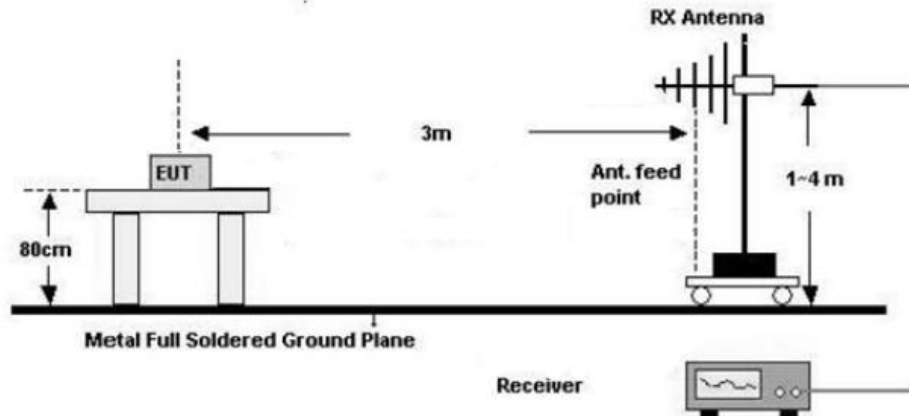 RX Antenna
3m
EUT
Ant. feed
point
1~4 m
80cm
Metal Full Soldered Ground Plane
Receiver